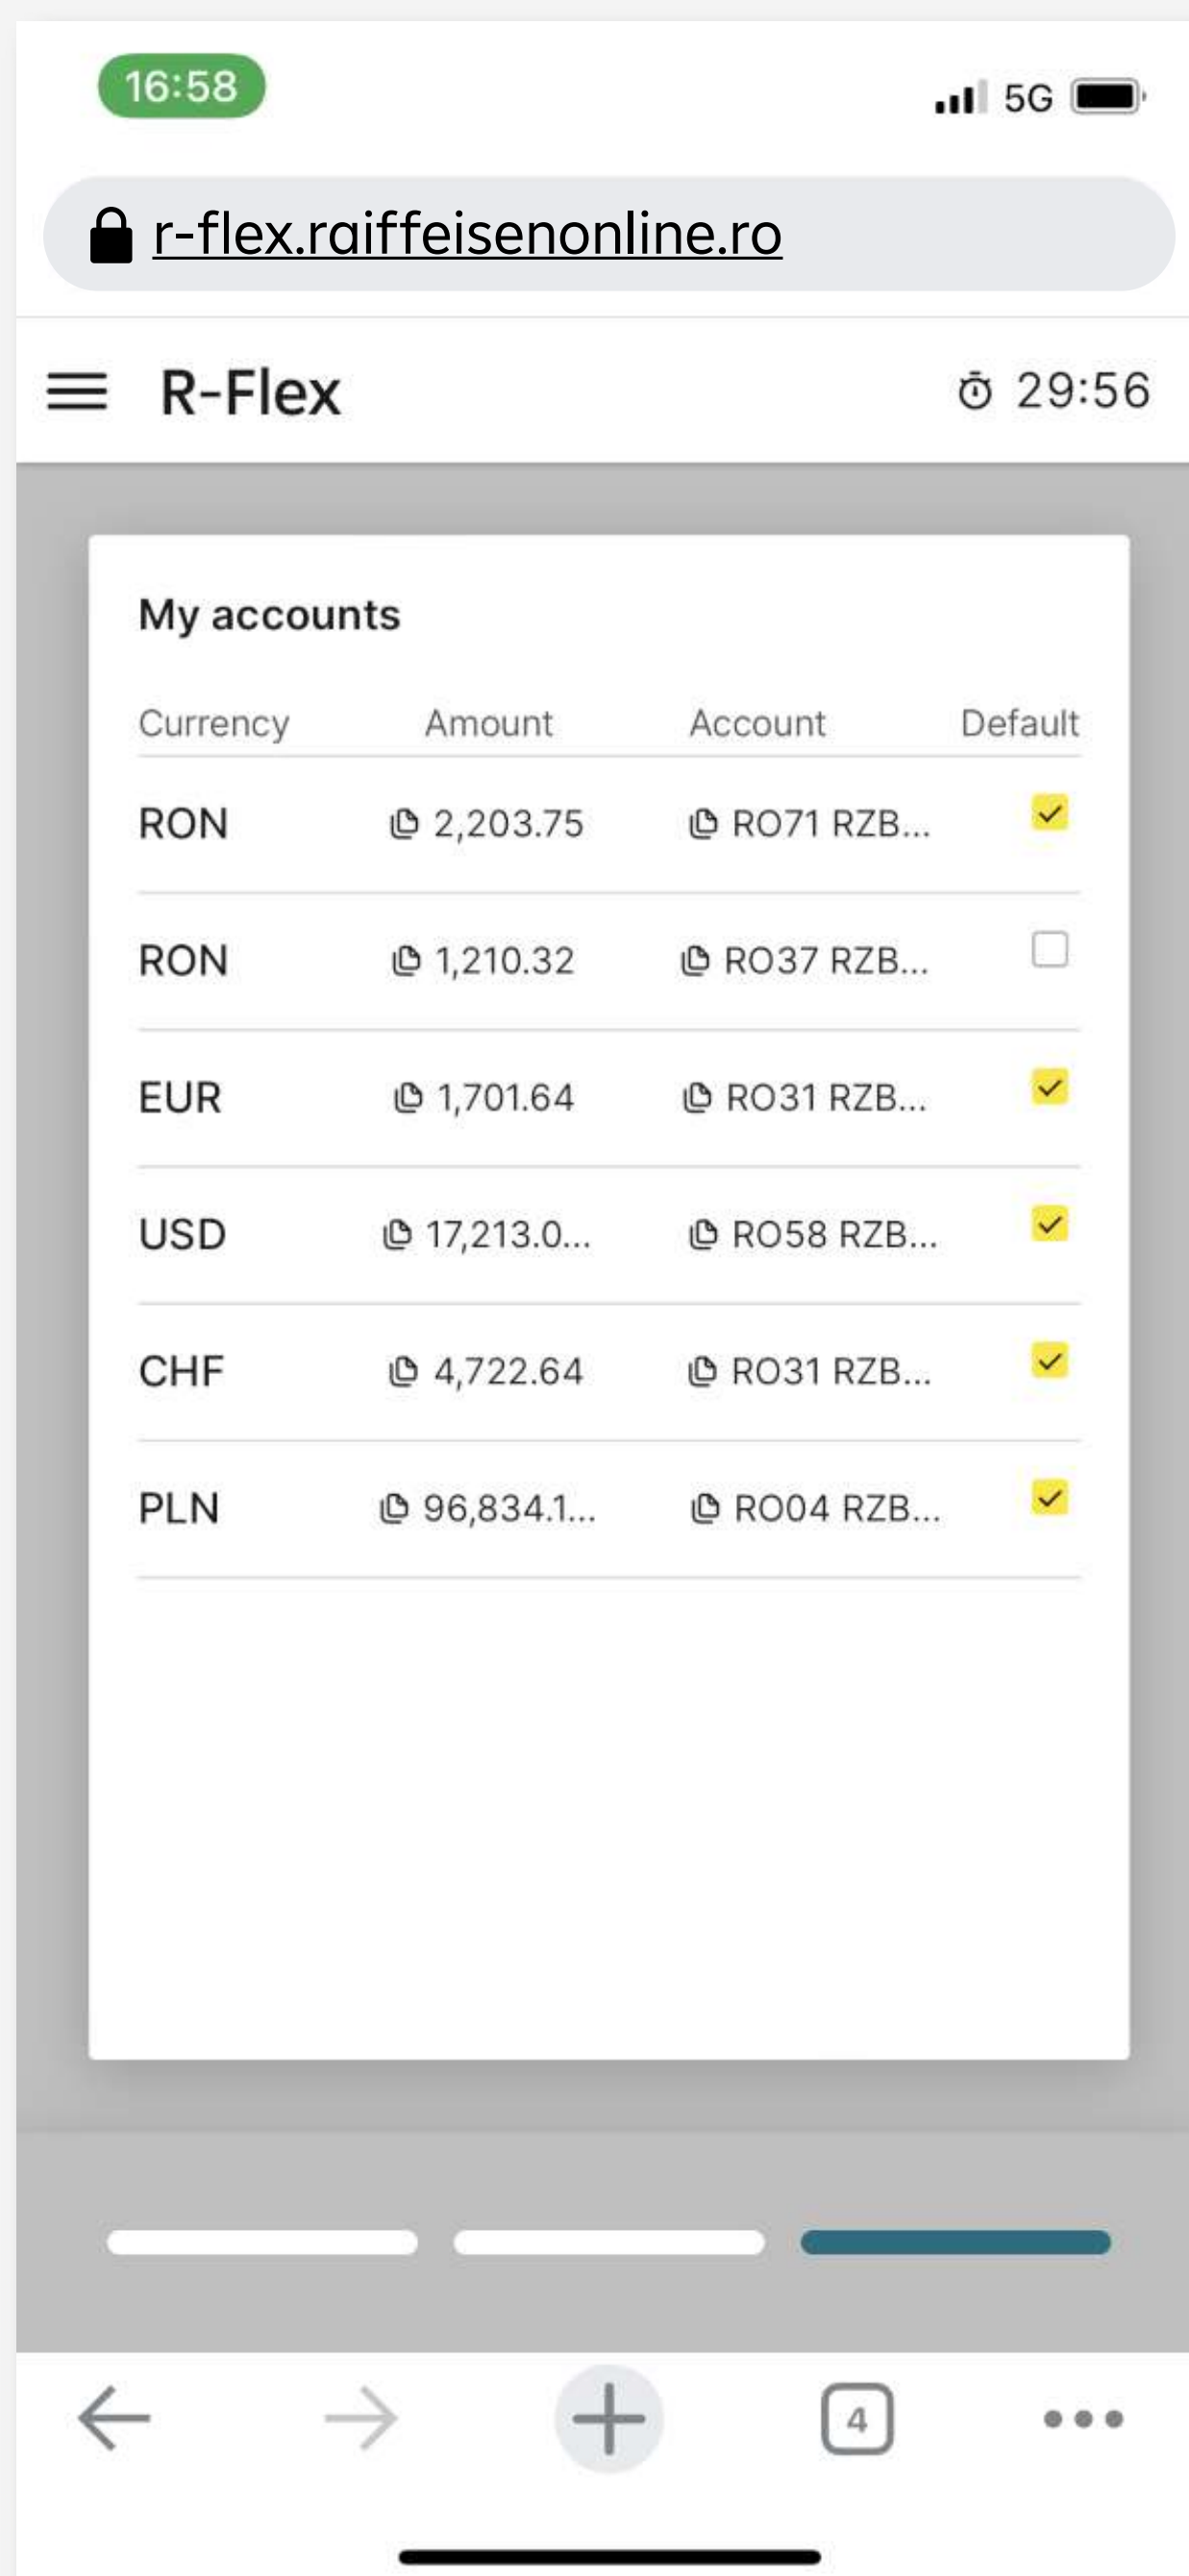 16:58 5G
r-flex.raiffeisenonline.ro
R-Flex 29:56
My accounts
Currency Amount Account Default
RON 2,203.75 RO71 RZB...
RON 1,210.32 RO37 RZB...
EUR 1,701.64 RO31 RZB...
USD 17,213.0... RO58 RZB...
CHF 4,722.64 RO31 RZB...
PLN 96,834.1... RO04 RZB...
4